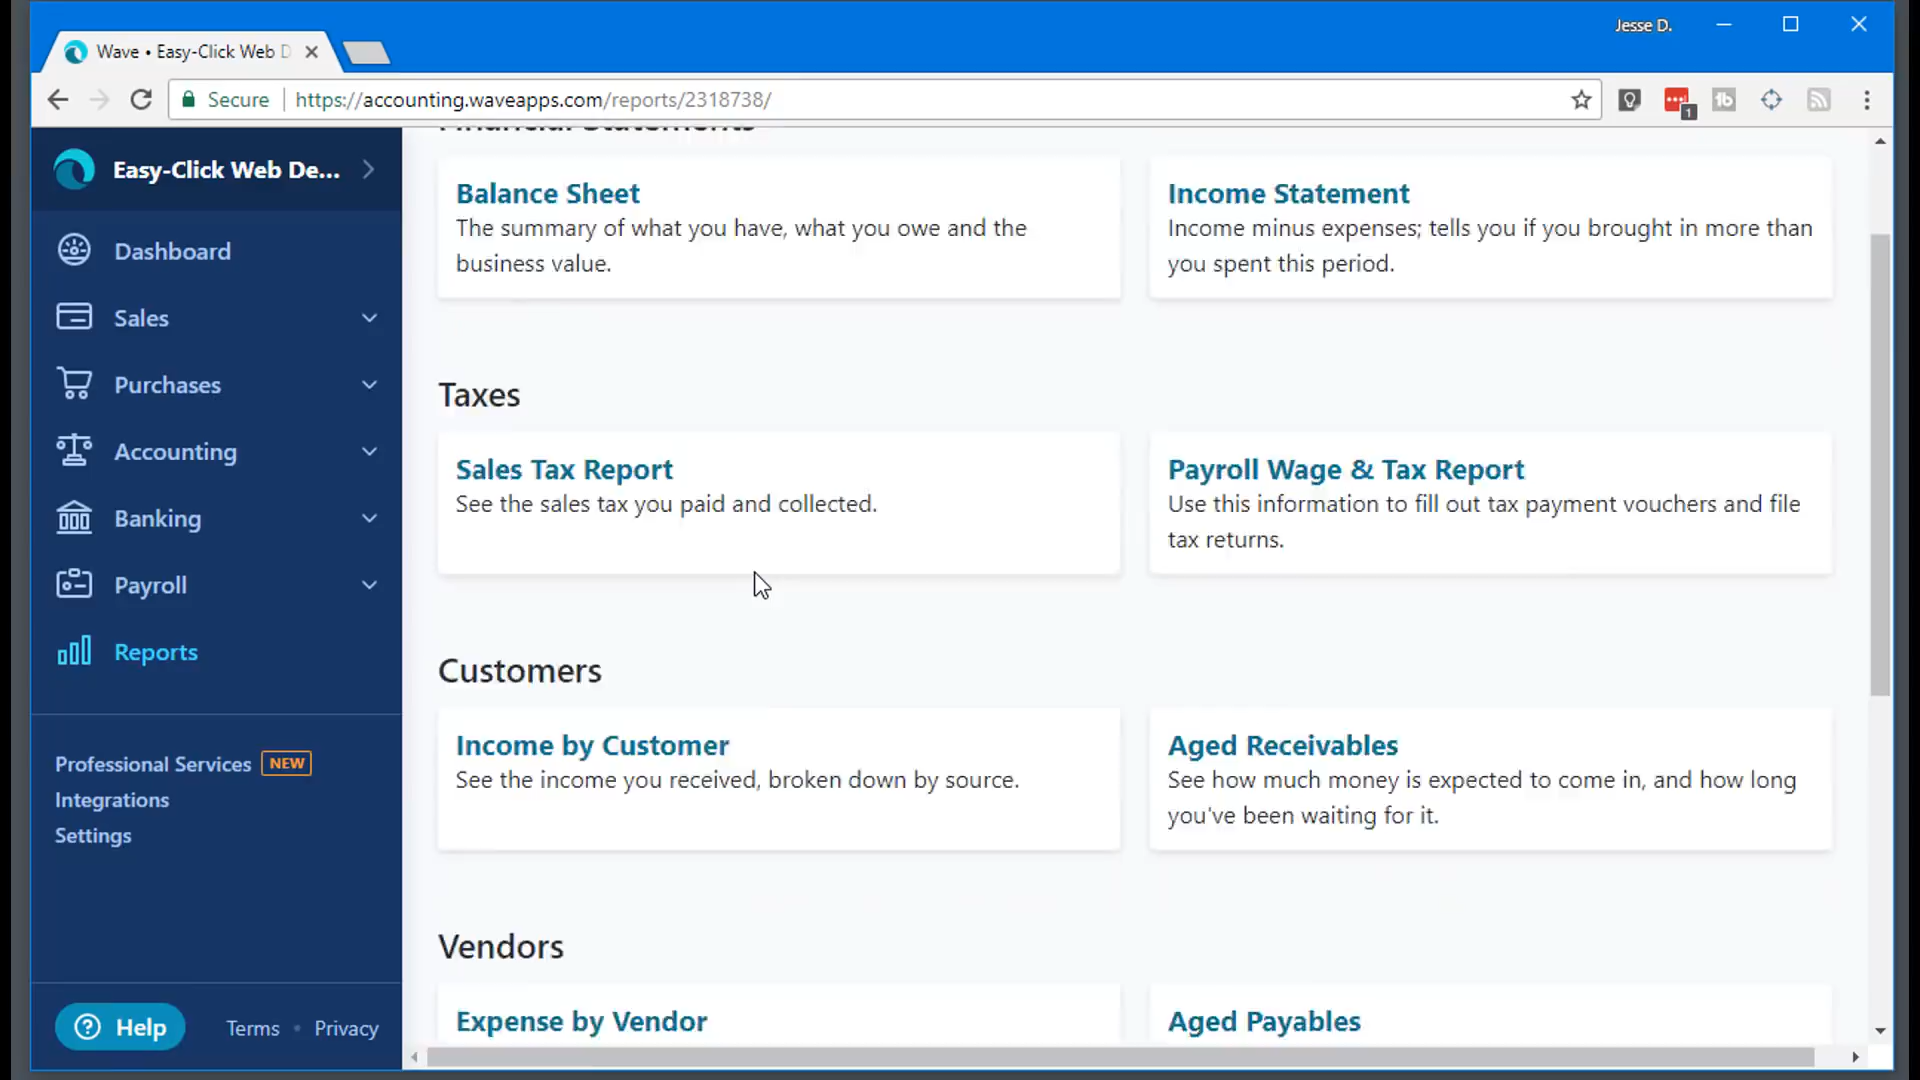 Jesse D.
Wave • Easy-Click Web D
Secure
https://accounting.waveapps.com/reports/2318738/
1
Easy-Click Web De...
Dashboard
Sales
Purchases
Accounting
Banking
Payroll
Reports
Professional Services NEW
Integrations
Settings
Help
Terms • Privacy
Financial Statements
Balance Sheet
The summary of what you have, what you owe and the
business value.
Income Statement
Income minus expenses; tells you if you brought in more than
you spent this period.
Taxes
Sales Tax Report
See the sales tax you paid and collected.
Payroll Wage & Tax Report
Use this information to fill out tax payment vouchers and file
tax returns.
Customers
Income by Customer
See the income you received, broken down by source.
Aged Receivables
See how much money is expected to come in, and how long
you've been waiting for it.
Vendors
Expense by Vendor
Aged Payables